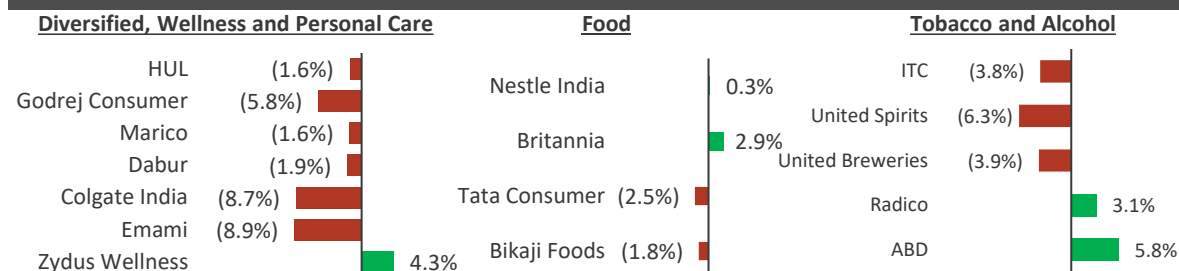 Diversified, Wellness and Personal Care
HUL (1.6%)
Godrej Consumer (5.8%)
Marico (1.6%)
Dabur (1.9%)
Colgate India (8.7%)
Emami (8.9%)
Zydus Wellness 4.3%
Food
Nestle India 0.3%
Britannia 2.9%
Tata Consumer (2.5%)
Bikaji Foods (1.8%)
Tobacco and Alcohol
ITC (3.8%)
United Spirits (6.3%)
United Breweries (3.9%)
Radico 3.1%
ABD 5.8%